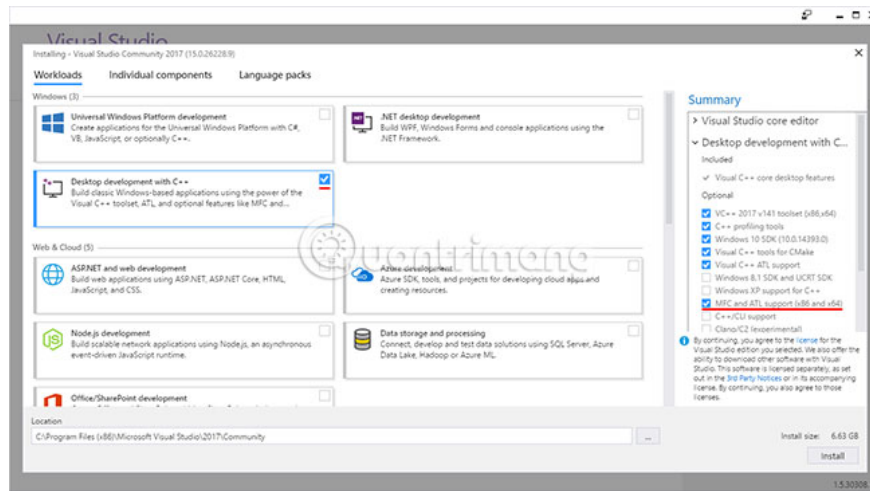 Visual Studio
Installing - Visual Studio Community 2017 (15.0.26228.9)
Workloads Individual components Language packs
Windows (3)
Universal Windows Platform development
Create applications for the Universal Windows Platform with C#,
VB, JavaScript, or optionally C++.
.NET desktop development
Build WPF, Windows Forms and console applications using the
.NET Framework.
Desktop development with C++
Build classic Windows-based applications using the power of the
Visual C++ toolset, ATL, and optional features like MFC and...
Web & Cloud (5)
ASP.NET and web development
Build web applications using ASP.NET, ASP.NET Core, HTML,
JavaScript, and CSS.
Azure development
Azure SDK, tools, and projects for developing cloud apps and
creating resources.
Quantrimang
Node.js development
Build scalable network applications using Node.js, an asynchronous
event-driven JavaScript runtime.
Data storage and processing
Connect, develop and test data solutions using SQL Server, Azure
Data Lake, Hadoop or Azure ML.
Office/SharePoint development
Summary
Visual Studio core editor
Desktop development with C...
Included
Visual C++ core desktop features
Optional
VC++ 2017 v141 toolset (x86,x64)
C++ profiling tools
Windows 10 SDK (10.0.14393.0)
Visual C++ tools for CMake
Visual C++ ATL support
Windows 8.1 SDK and UCRT SDK
Windows XP support for C++
MFC and ATL support (x86 and x64)
C++/CLI support
Clang/C2 (experimental)
By continuing, you agree to the license for the
Visual Studio edition you selected. We also offer the
ability to download other software with Visual
Studio. This software is licensed separately, as set
out in the 3rd Party Notices or in its accompanying
license. By continuing, you also agree to those
licenses.
Location
C:\Program Files (x86)\Microsoft Visual Studio\2017\Community
...
Install size: 6.63 GB
Install
1.5.30308.